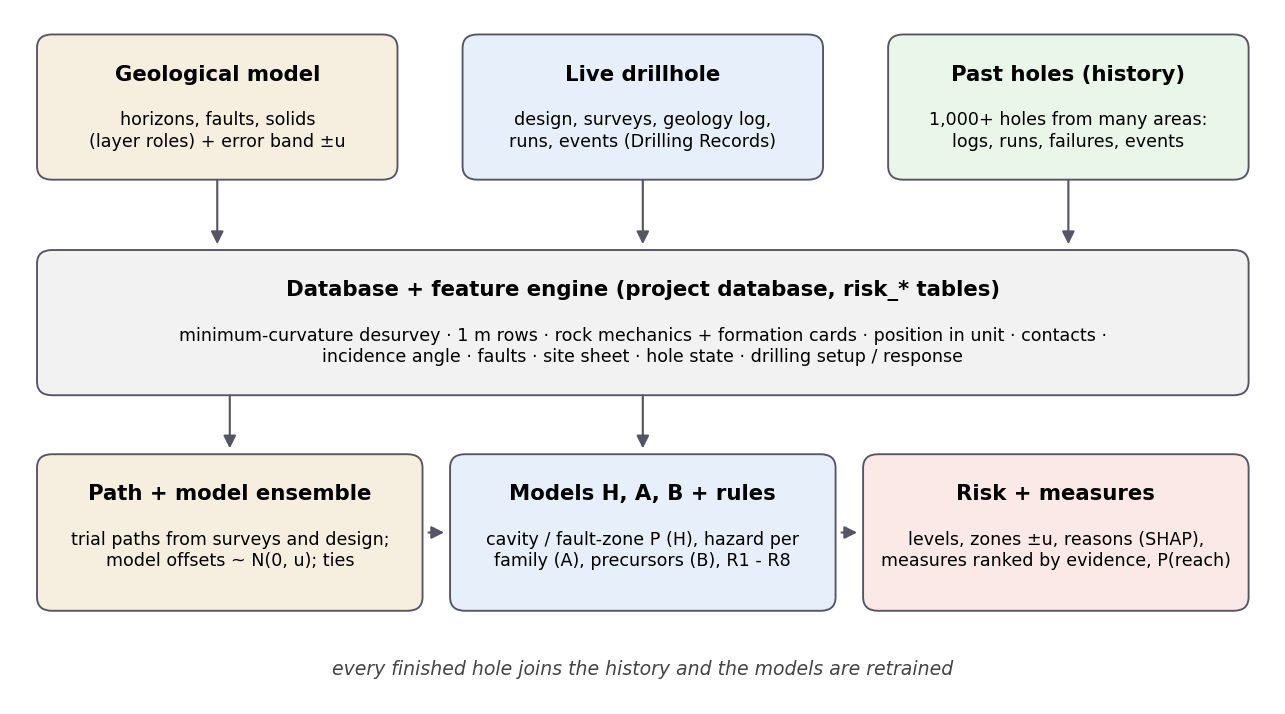 Geological model
horizons, faults, solids
(layer roles) + error band ±u
Live drillhole
design, surveys, geology log,
runs, events (Drilling Records)
Past holes (history)
1,000+ holes from many areas:
logs, runs, failures, events
Database + feature engine (project database, risk_* tables)
minimum-curvature desurvey · 1 m rows · rock mechanics + formation cards · position in unit · contacts ·
incidence angle · faults · site sheet · hole state · drilling setup / response
Path + model ensemble
trial paths from surveys and design;
model offsets ~ N(0, u); ties
Models H, A, B + rules
cavity / fault-zone P (H), hazard per
family (A), precursors (B), R1 - R8
Risk + measures
levels, zones ±u, reasons (SHAP),
measures ranked by evidence, P(reach)
every finished hole joins the history and the models are retrained